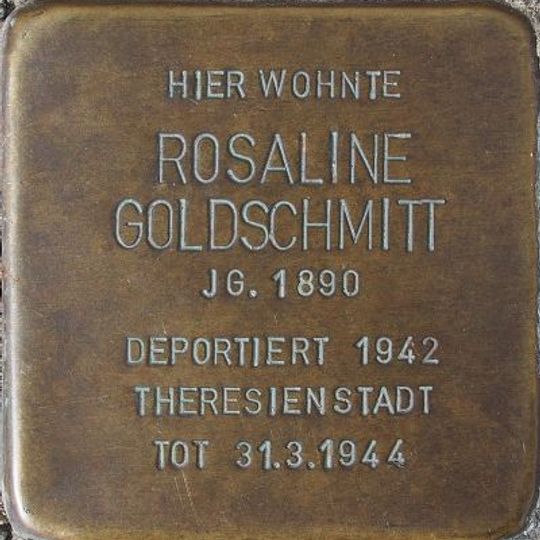 HIER WOHNTE
ROSALINE
GOLDSCHMITT
JG. 1890
DEPORTIERT 1942
THERESIENSTADT
TOT 31.3.1944